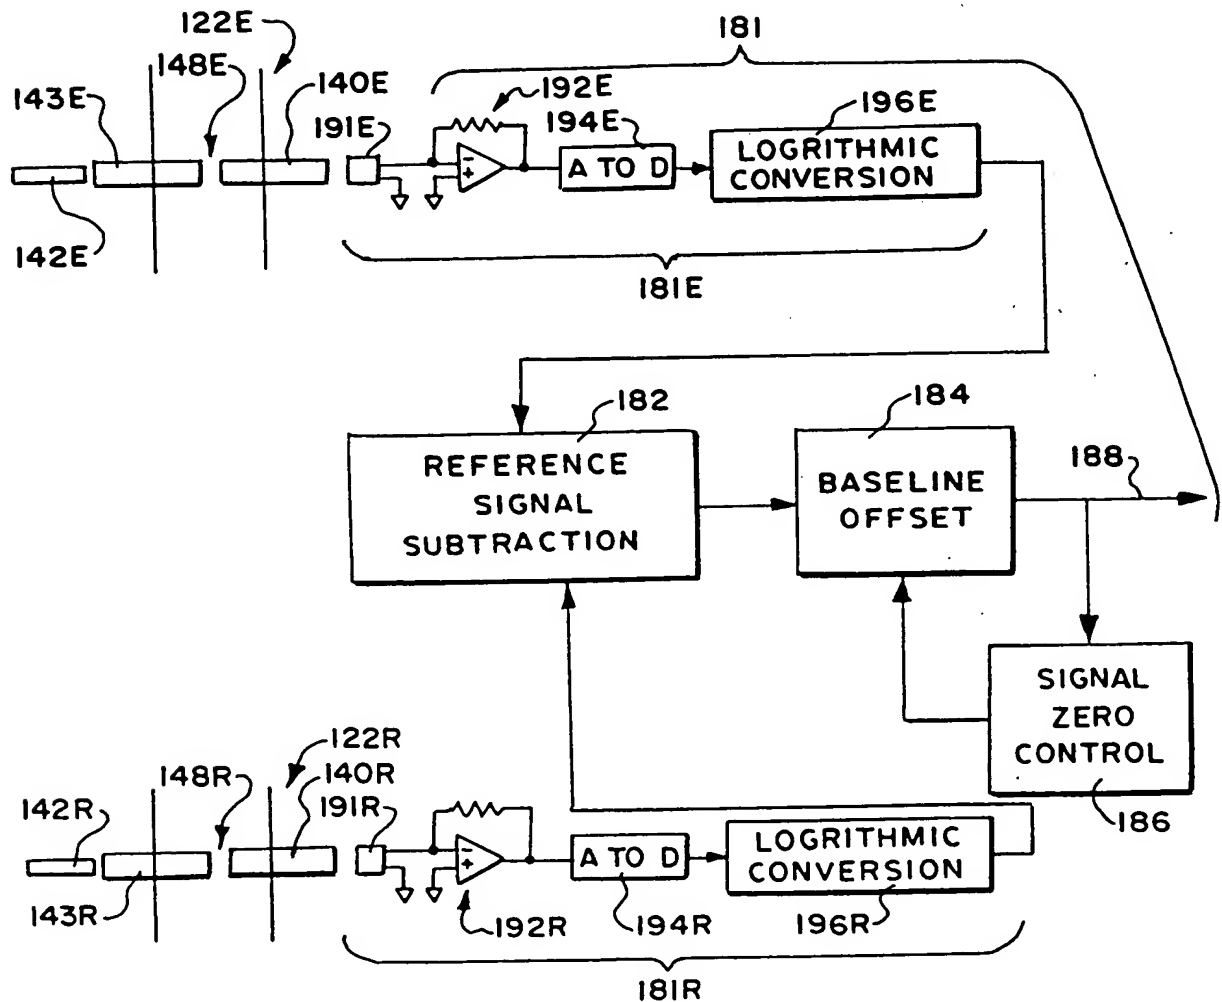 122E
181
148E
143E
140E
192E
196E
191E
194E
A TO D
LOGRITHMIC
CONVERSION
142E
181E
182
184
REFERENCE
SIGNAL
SUBTRACTION
BASELINE
OFFSET
188
SIGNAL
ZERO
CONTROL
186
122R
148R
140R
142R
191R
A TO D
LOGRITHMIC
CONVERSION
143R
192R
194R
196R
181R
-
+
-
+